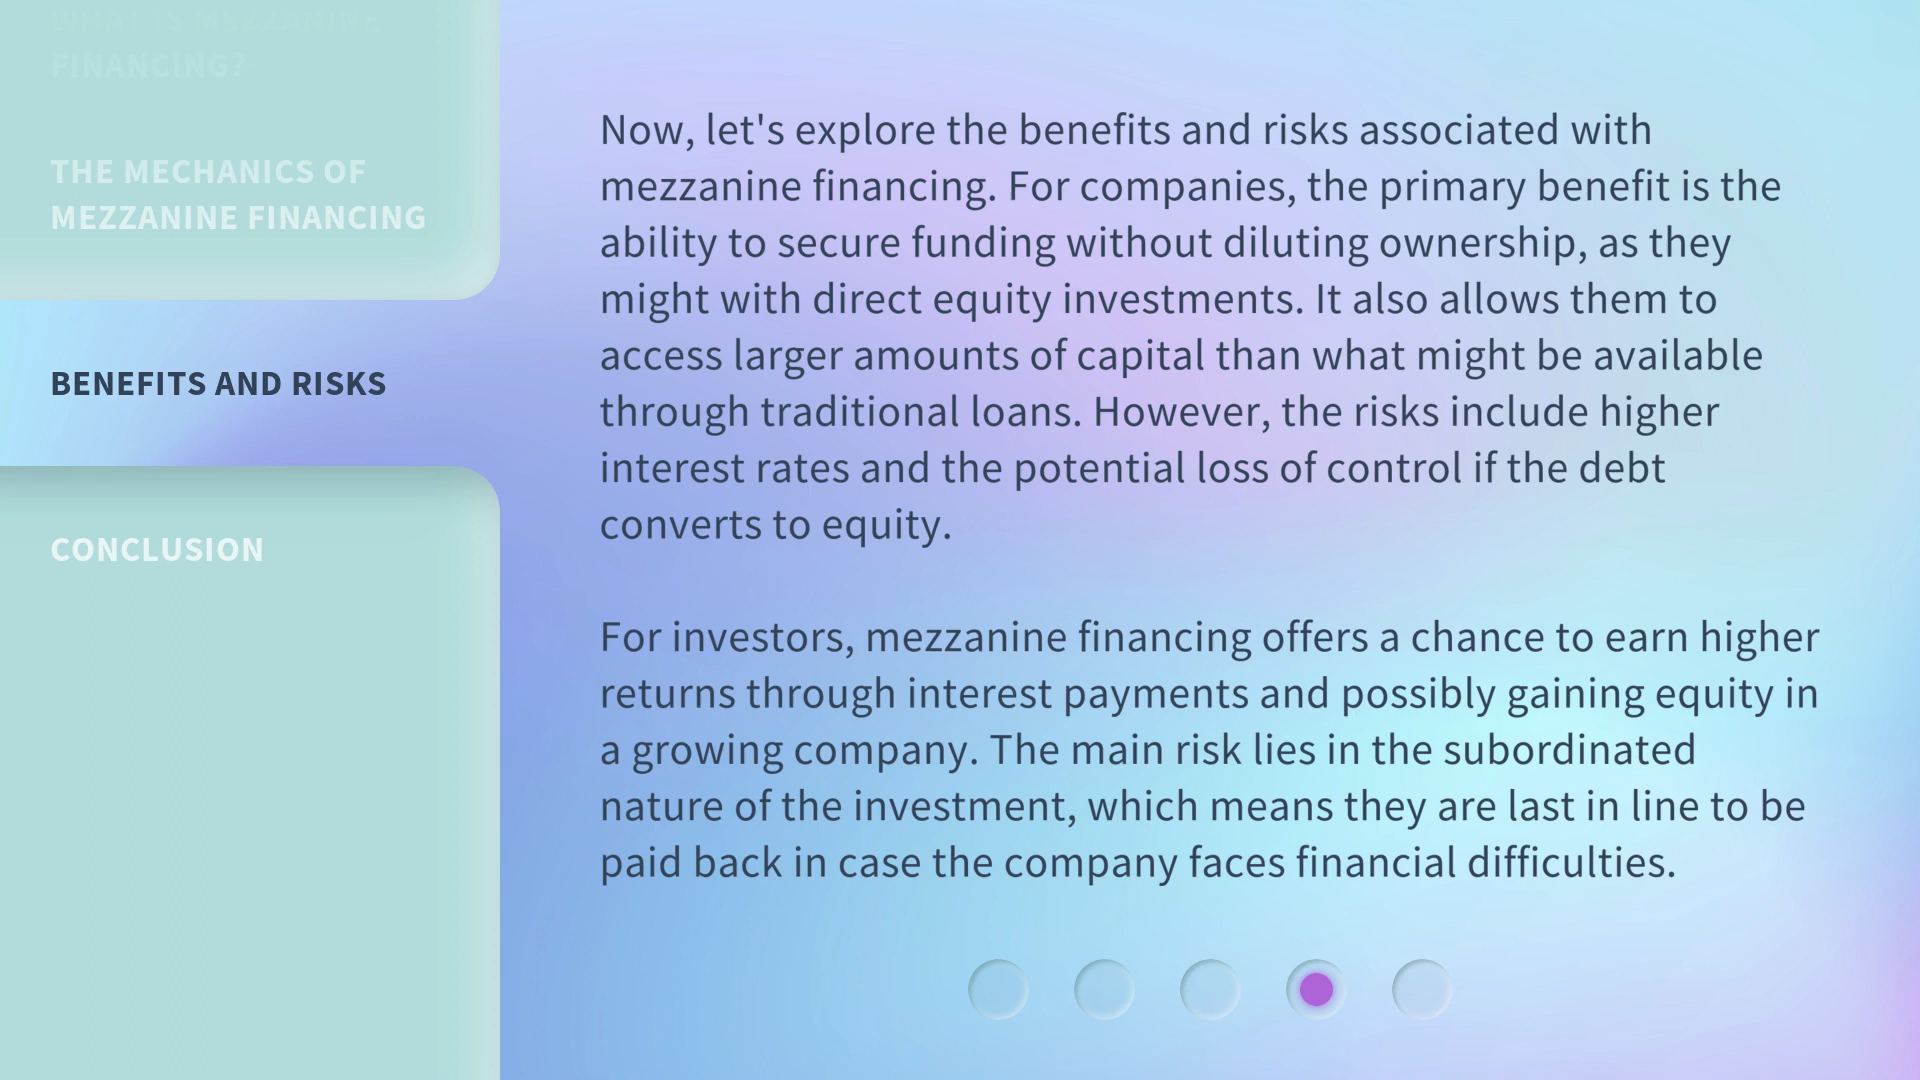 WHAT IS MEZZANINE
FINANCING?
THE MECHANICS OF
MEZZANINE FINANCING
BENEFITS AND RISKS
CONCLUSION
Now, let's explore the benefits and risks associated with
mezzanine financing. For companies, the primary benefit is the
ability to secure funding without diluting ownership, as they
might with direct equity investments. It also allows them to
access larger amounts of capital than what might be available
through traditional loans. However, the risks include higher
interest rates and the potential loss of control if the debt
converts to equity.
For investors, mezzanine financing offers a chance to earn higher
returns through interest payments and possibly gaining equity in
a growing company. The main risk lies in the subordinated
nature of the investment, which means they are last in line to be
paid back in case the company faces financial difficulties.